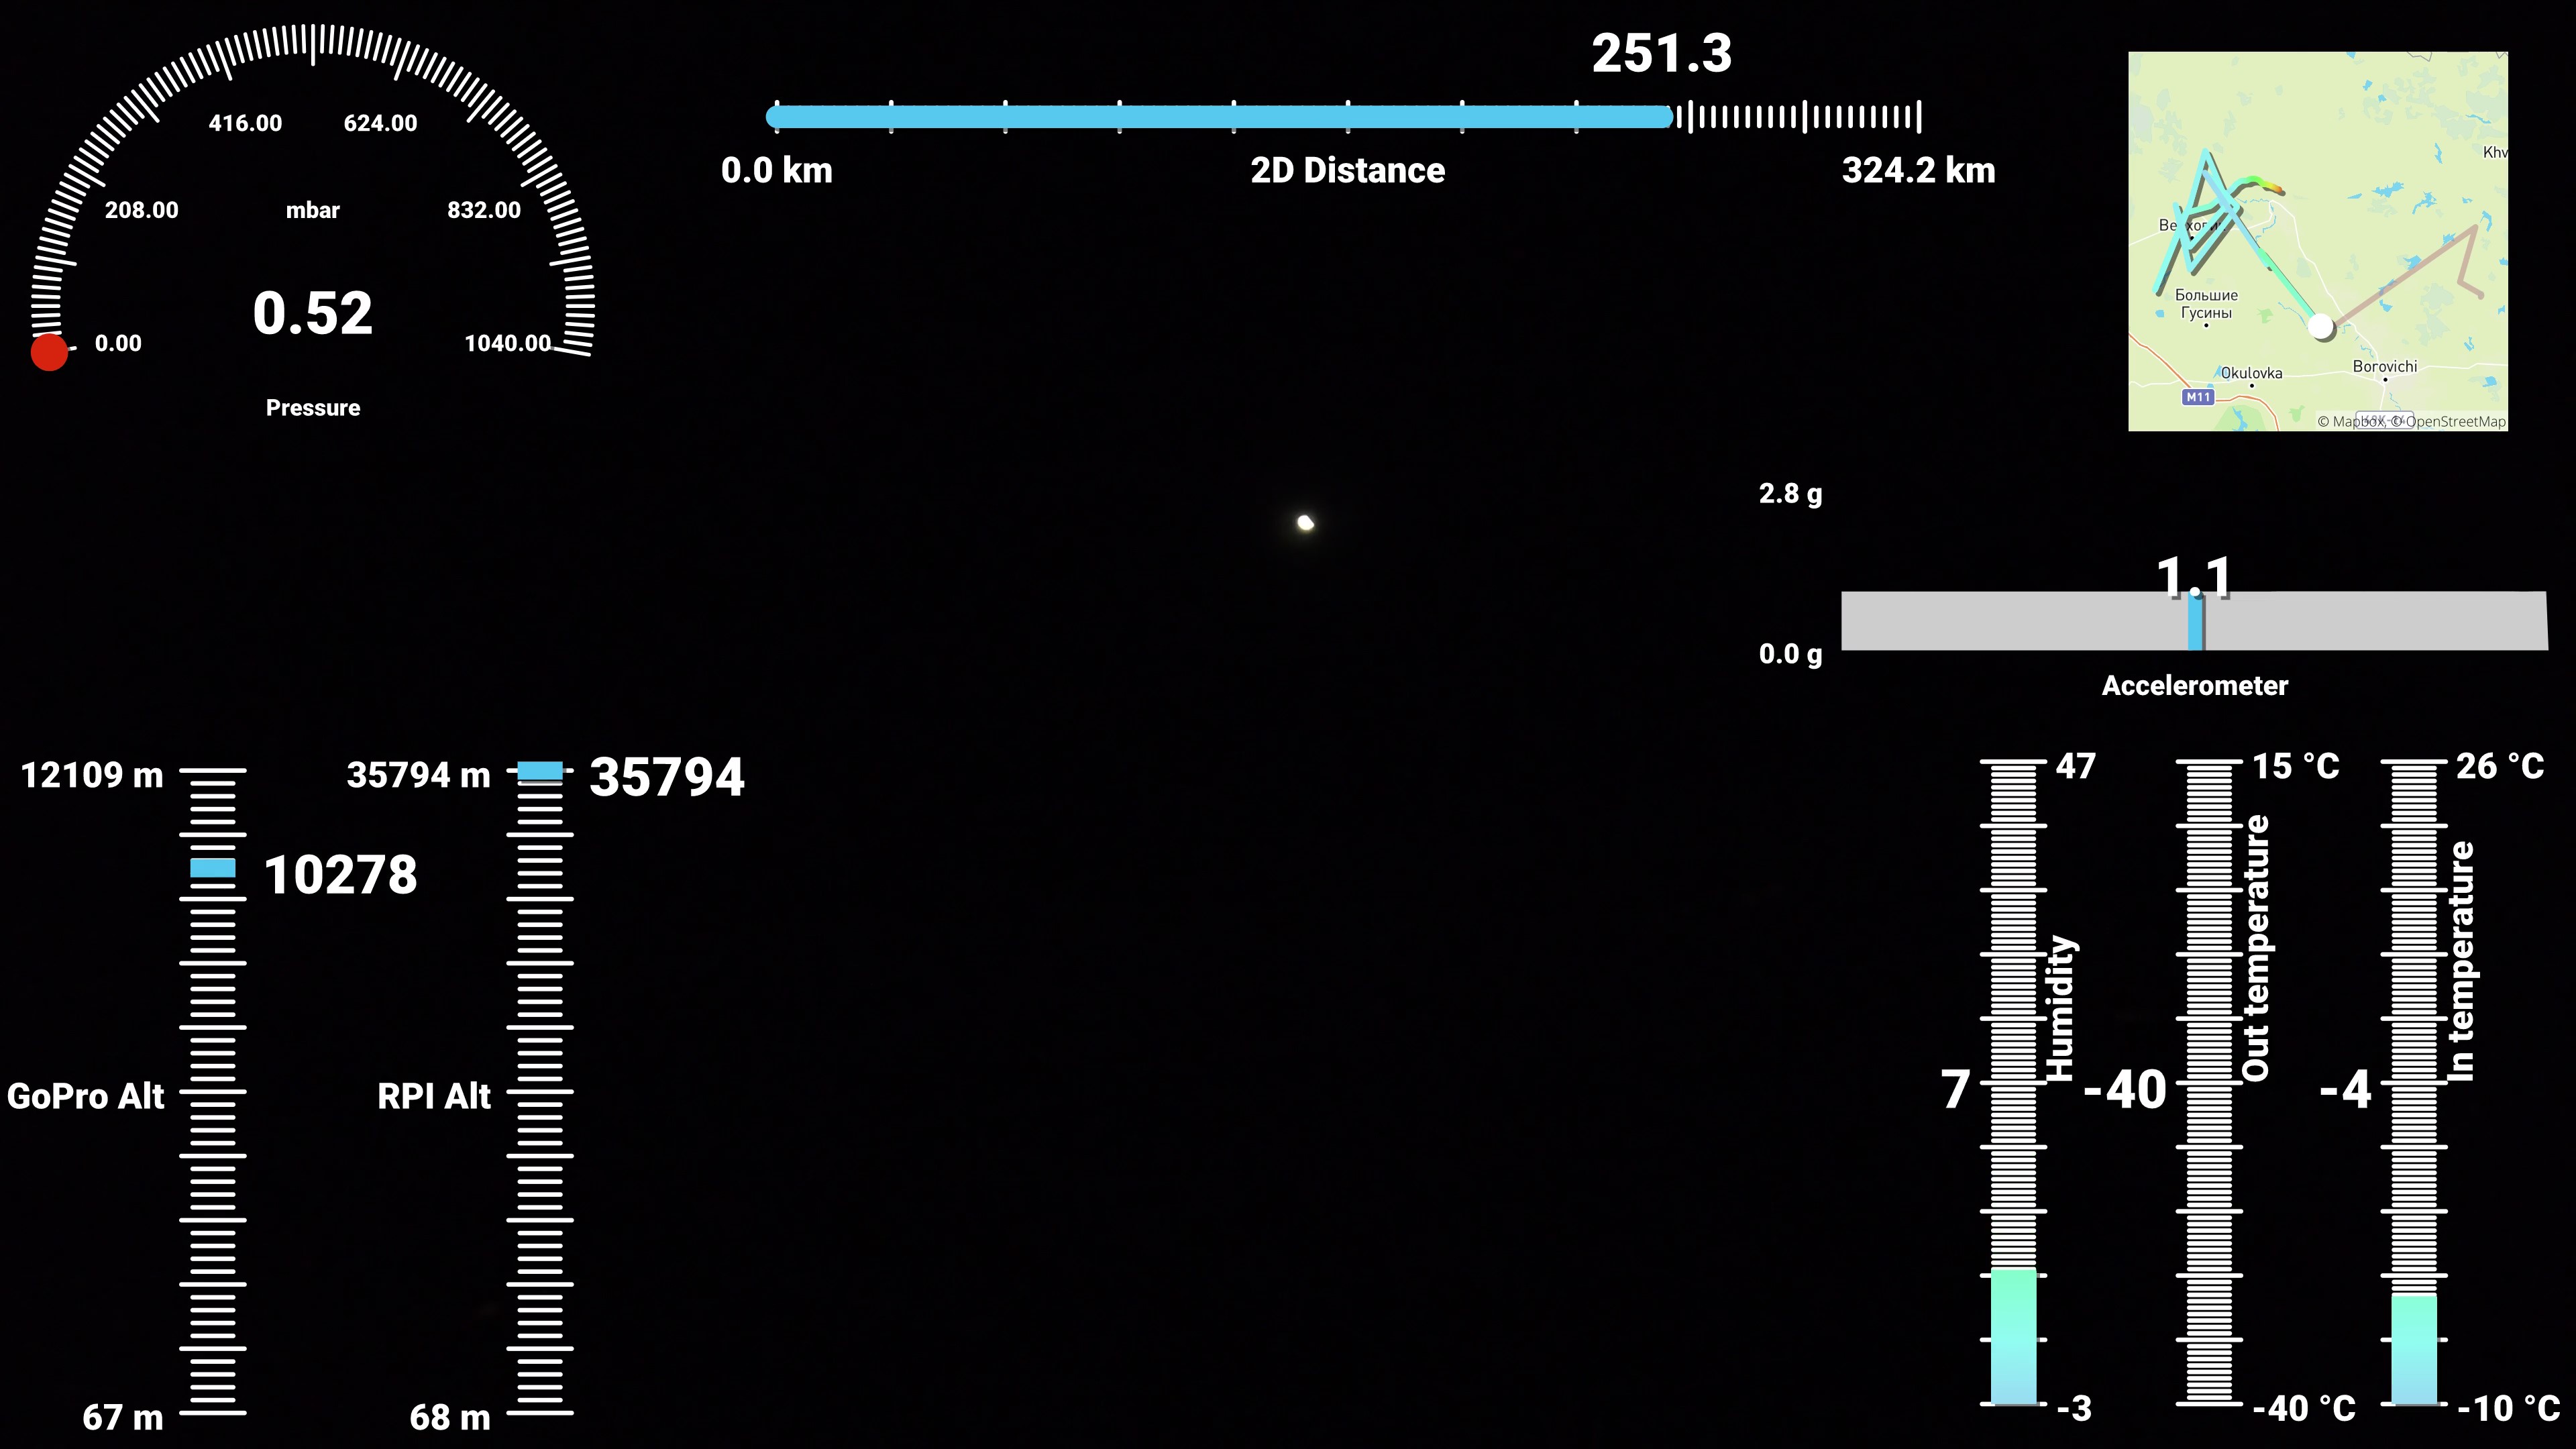 251.3
0.0 km
2D Distance
324.2 km
416.00
624.00
208.00
mbar
832.00
0.52
0.00
1040.00
Pressure
Khv
Большие
Гусины
Okulovka
Borovichi
M11
© Mapbox, © OpenStreetMap
2.8 g
1.1
0.0 g
Accelerometer
12109 m
10278
GoPro Alt
67 m
35794 m
35794
RPI Alt
68 m
47
Humidity
7
-3
15 °C
Out temperature
-40
-40 °C
26 °C
In temperature
-4
-10 °C